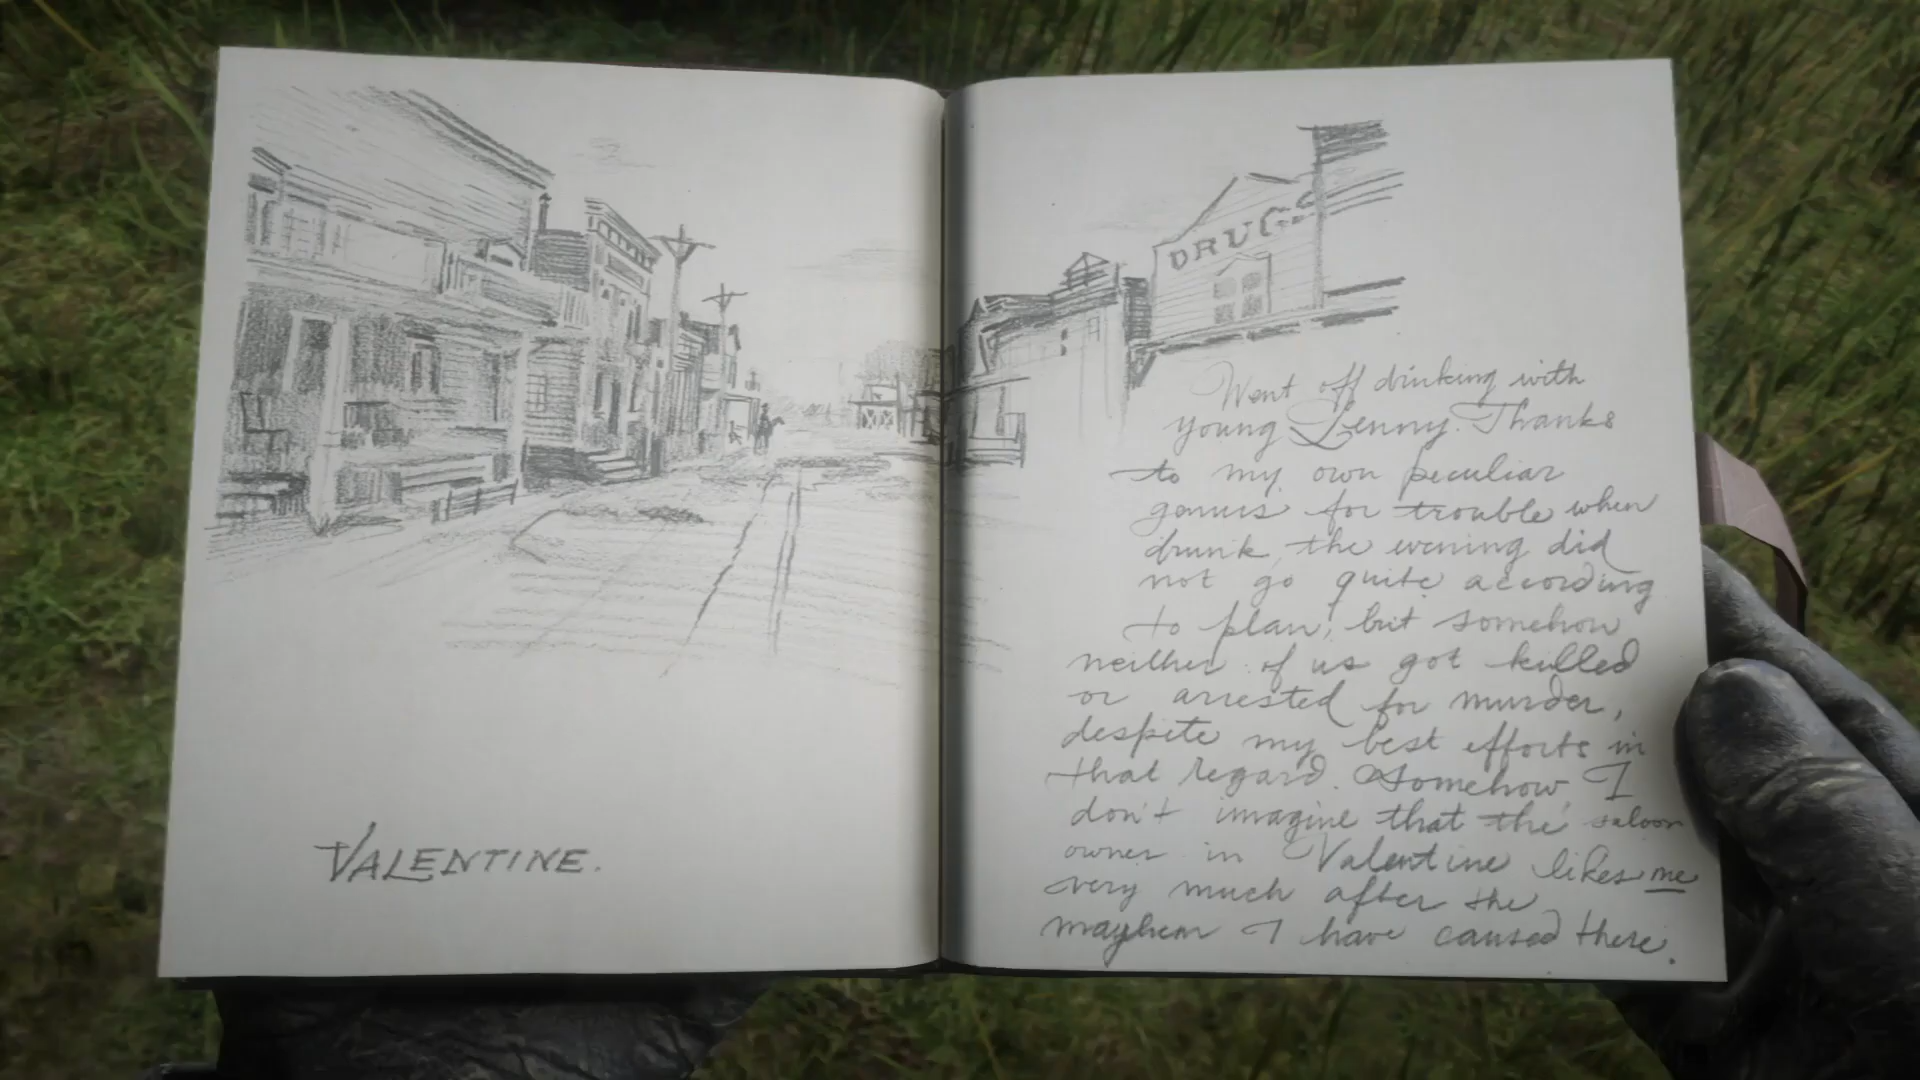 VALENTINE.
DRUGS
Went off drinking with
young Lenny. Thanks
to my own peculiar
genius for trouble when
drunk, the evening did
not go quite according
to plan, but somehow
neither of us got killed
or arrested for murder,
despite my best efforts in
that regard. Somehow I
don't imagine that the saloon
owner in Valentine likes me
very much after the
mayhem I have caused there.